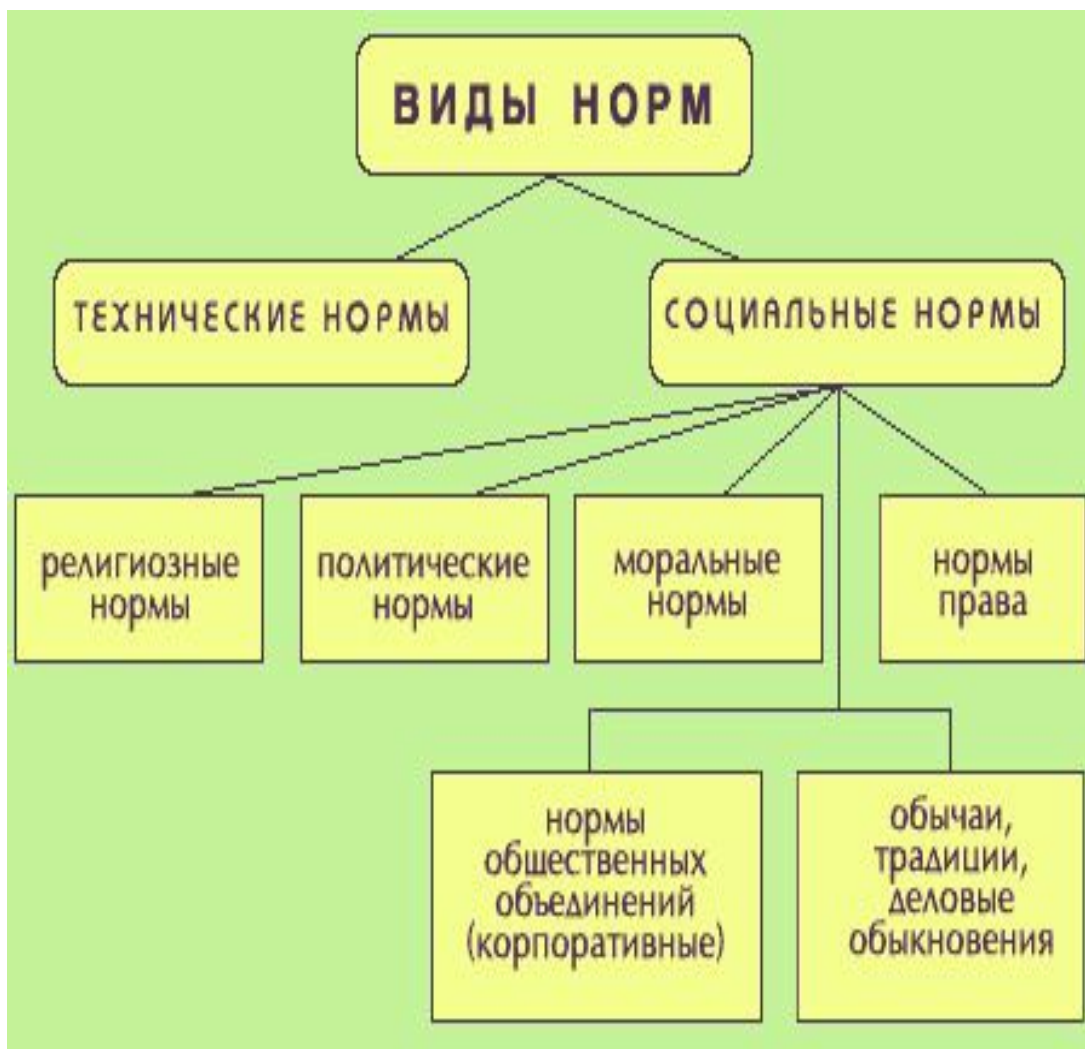 ВИДЫ НОРМ
ТЕХНИЧЕСКИЕ НОРМЫ
СОЦИАЛЬНЫЕ НОРМЫ
религиозные
нормы
политические
нормы
моральные
нормы
нормы
права
нормы
общественных
объединений
(корпоративные)
обычаи,
традиции,
деловые
обыкновения